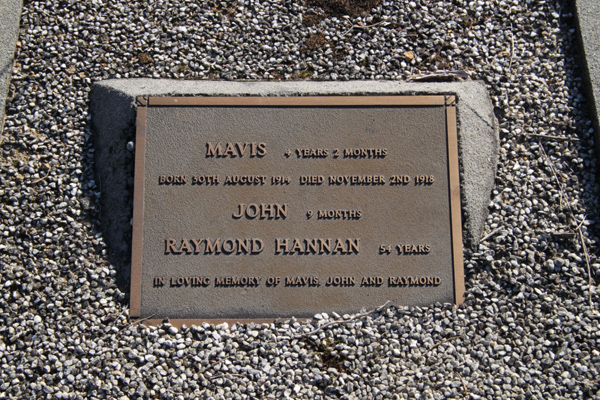 MAVIS 4 YEARS 2 MONTHS
BORN 30TH AUGUST 1914. DIED NOVEMBER 2ND 1918
JOHN 9 MONTHS
RAYMOND HANNAN 54 YEARS
IN LOVING MEMORY OF MAVIS, JOHN AND RAYMOND